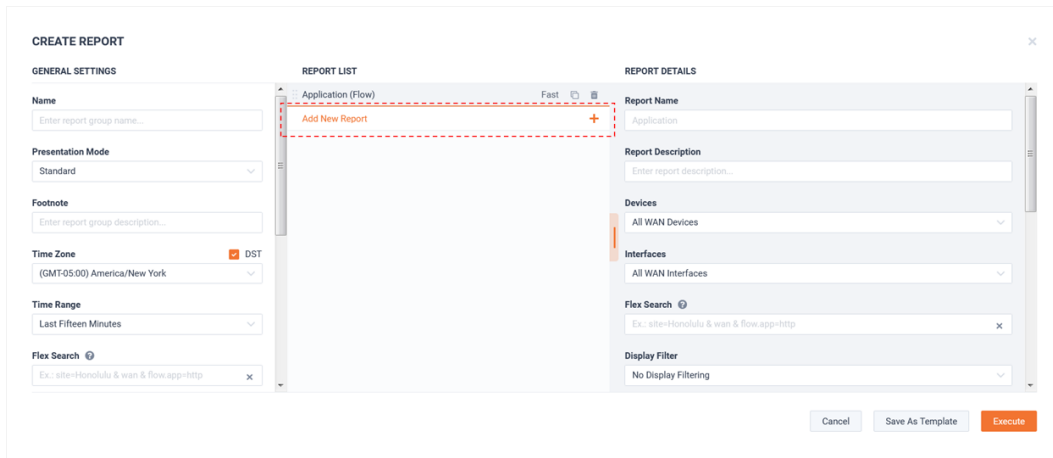 CREATE REPORT
GENERAL SETTINGS
Name
Enter report group name...
Presentation Mode
Standard
Footnote
Enter report group description...
Time Zone
DST
(GMT-05:00) America/New York
Time Range
Last Fifteen Minutes
Flex Search
Ex.: site=Honolulu & wan & flow.app=http
REPORT LIST
Application (Flow) Fast
Add New Report
REPORT DETAILS
Report Name
Application
Report Description
Enter report description...
Devices
All WAN Devices
Interfaces
All WAN Interfaces
Flex Search
Ex.: site=Honolulu & wan & flow.app=http
Display Filter
No Display Filtering
Cancel Save As Template Execute